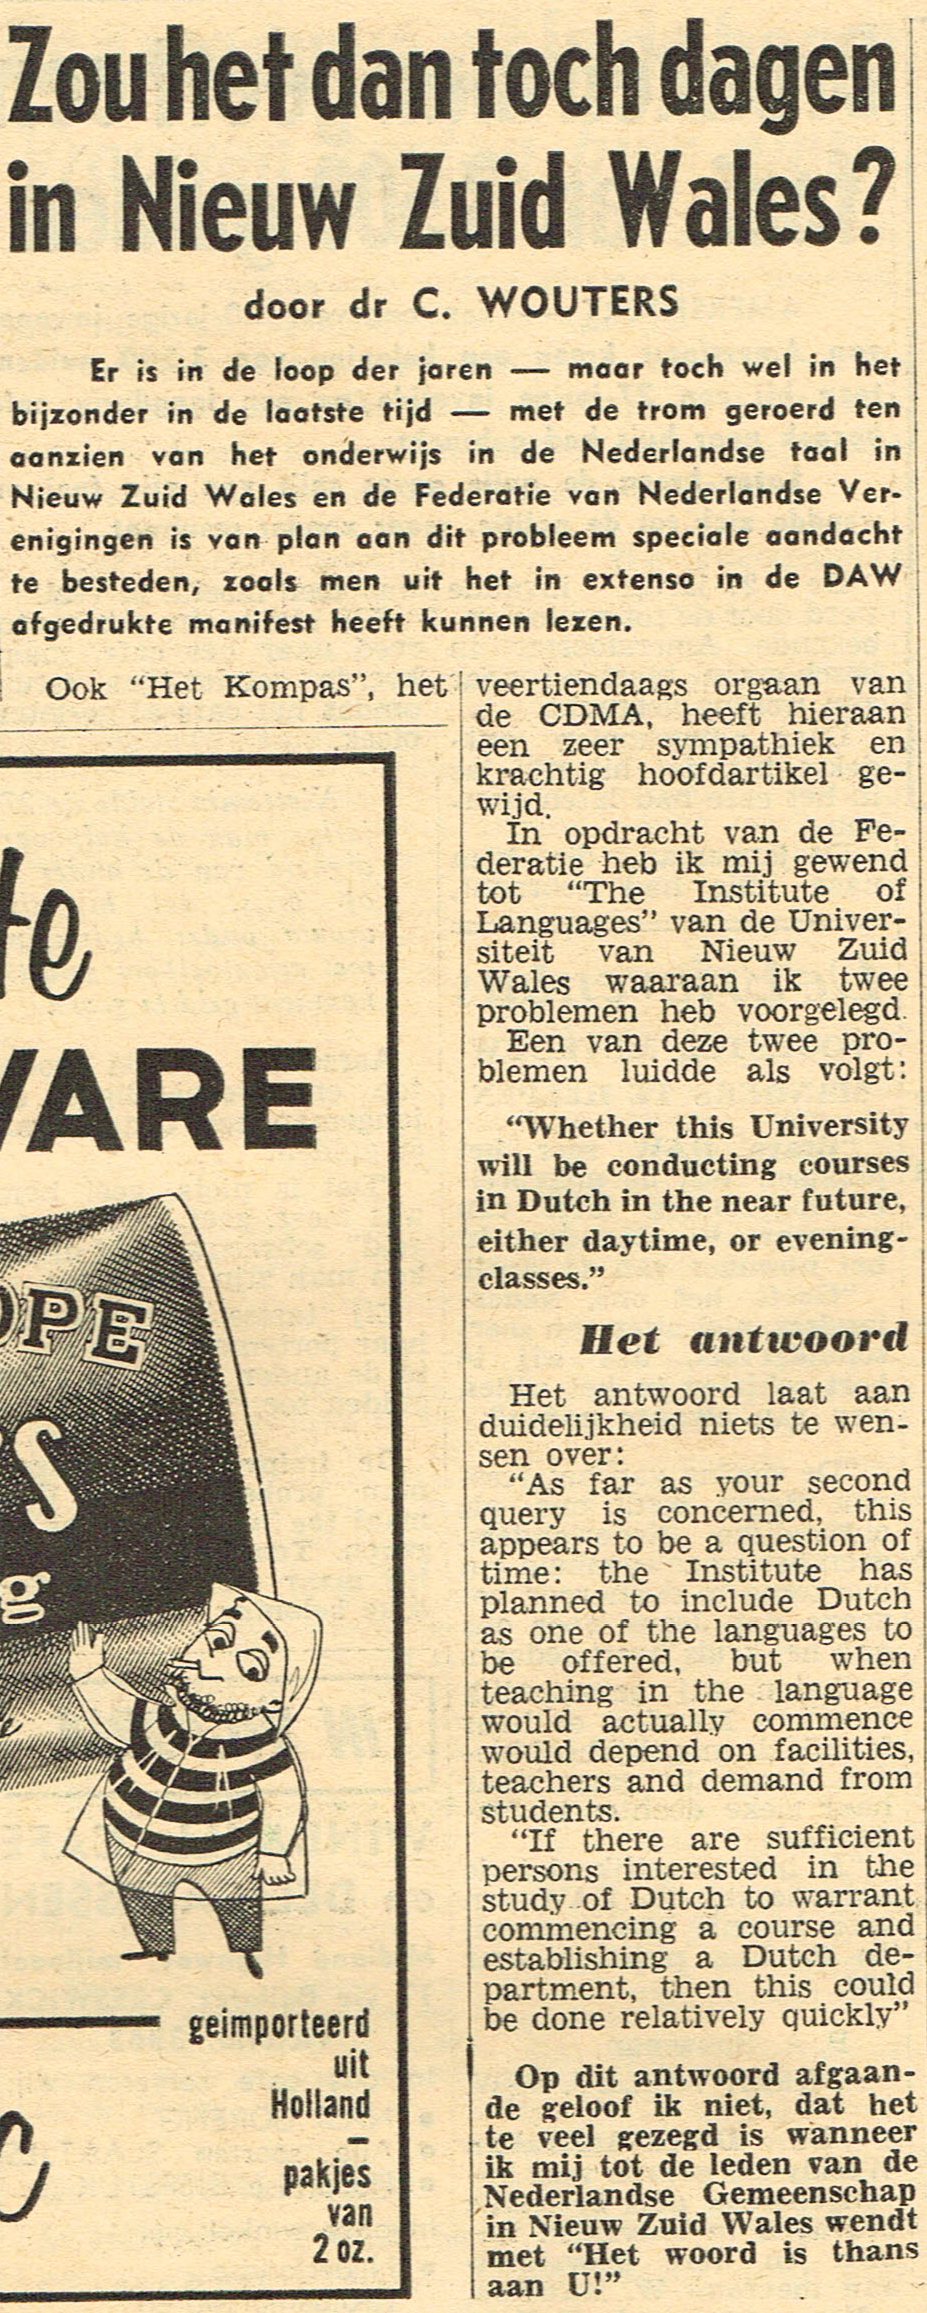 Zou het dan toch dagen
in Nieuw Zuid Wales?
door dr C. WOUTERS
Er is in de loop der jaren — maar toch wel in het
bijzonder in de laatste tijd — met de trom geroerd ten
aanzien van het onderwijs in de Nederlandse taal in
Nieuw Zuid Wales en de Federatie van Nederlandse Ver-
enigingen is van plan aan dit probleem speciale aandacht
te besteden, zoals men uit het in extenso in de DAW
afgedrukte manifest heeft kunnen lezen.
Ook “Het Kompas”, het
veertiendaags orgaan van
de CDMA, heeft hieraan
een zeer sympathiek en
krachtig hoofdartikel ge-
wijd.
In opdracht van de Fe-
deratie heb ik mij gewend
tot “The Institute of
Languages” van de Univer-
siteit van Nieuw Zuid
Wales waaraan ik twee
problemen heb voorgelegd.
Een van deze twee pro-
blemen luidde als volgt:
“Whether this University
will be conducting courses
in Dutch in the near future,
either daytime, or evening-
classes.”
Het antwoord
Het antwoord laat aan
duidelijkheid niets te wen-
sen over:
“As far as your second
query is concerned, this
appears to be a question of
time: the Institute has
planned to include Dutch
as one of the languages to
be offered, but when
teaching in the language
would actually commence
would depend on facilities,
teachers and demand from
students.
“If there are sufficient
persons interested in the
study of Dutch to warrant
commencing a course and
establishing a Dutch de-
partment, then this could
be done relatively quickly”
Op dit antwoord afgaan-
de geloof ik niet, dat het
te veel gezegd is wanneer
ik mij tot de leden van de
Nederlandse Gemeenschap
in Nieuw Zuid Wales wendt
met “Het woord is thans
aan U!”
te
WARE
OPE
S
go
e
geimporteerd
uit
Holland
–
pakjes
van
2 oz.
c